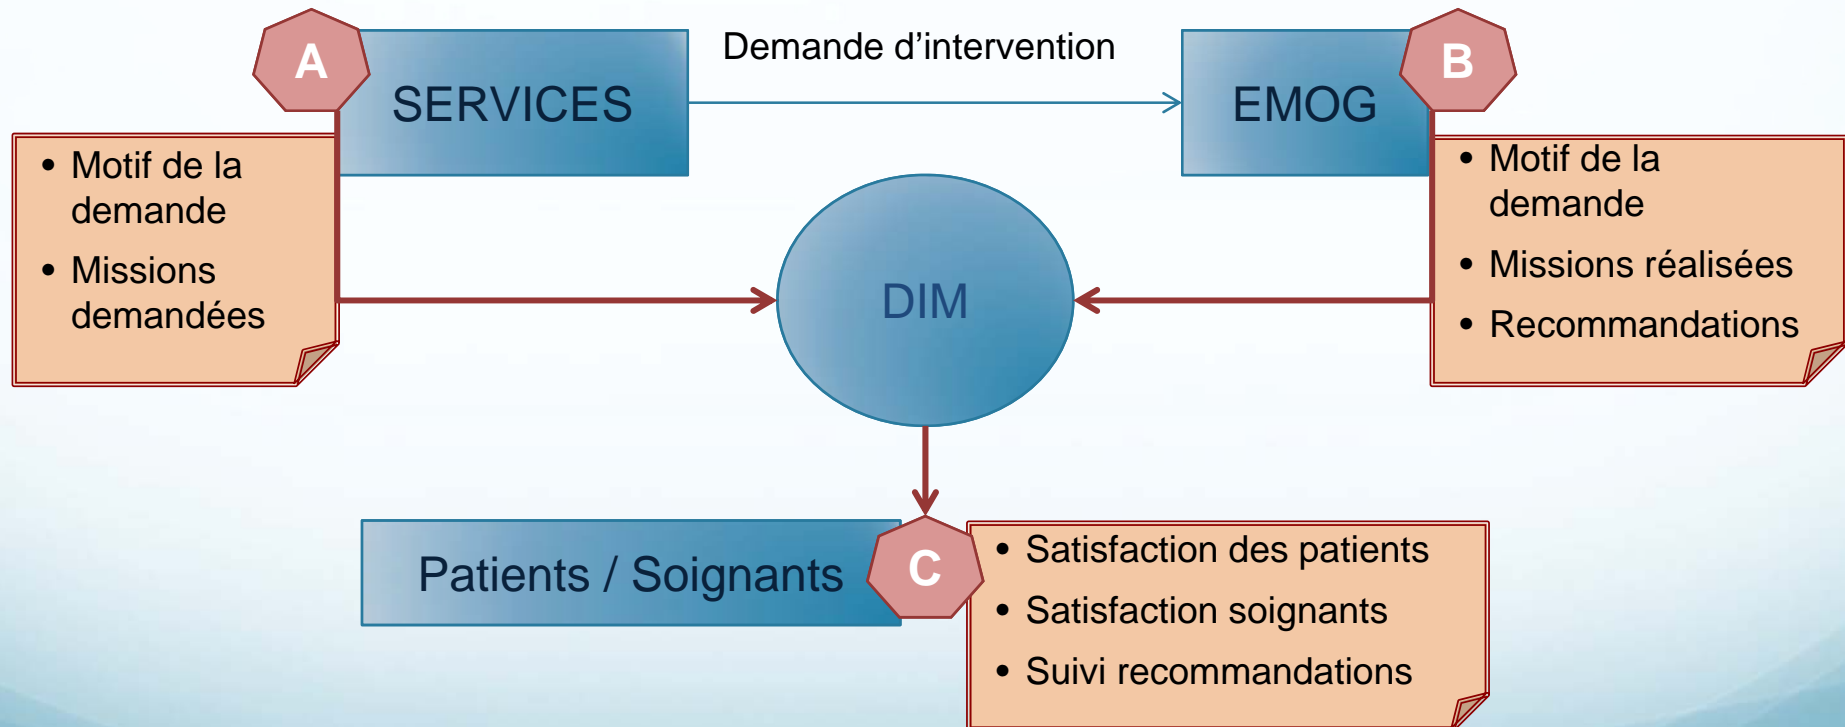 A
SERVICES
Demande d’intervention
EMOG
B
• Motif de la
demande
• Missions
demandées
DIM
• Motif de la
demande
• Missions réalisées
• Recommandations
Patients / Soignants
C
• Satisfaction des patients
• Satisfaction soignants
• Suivi recommandations